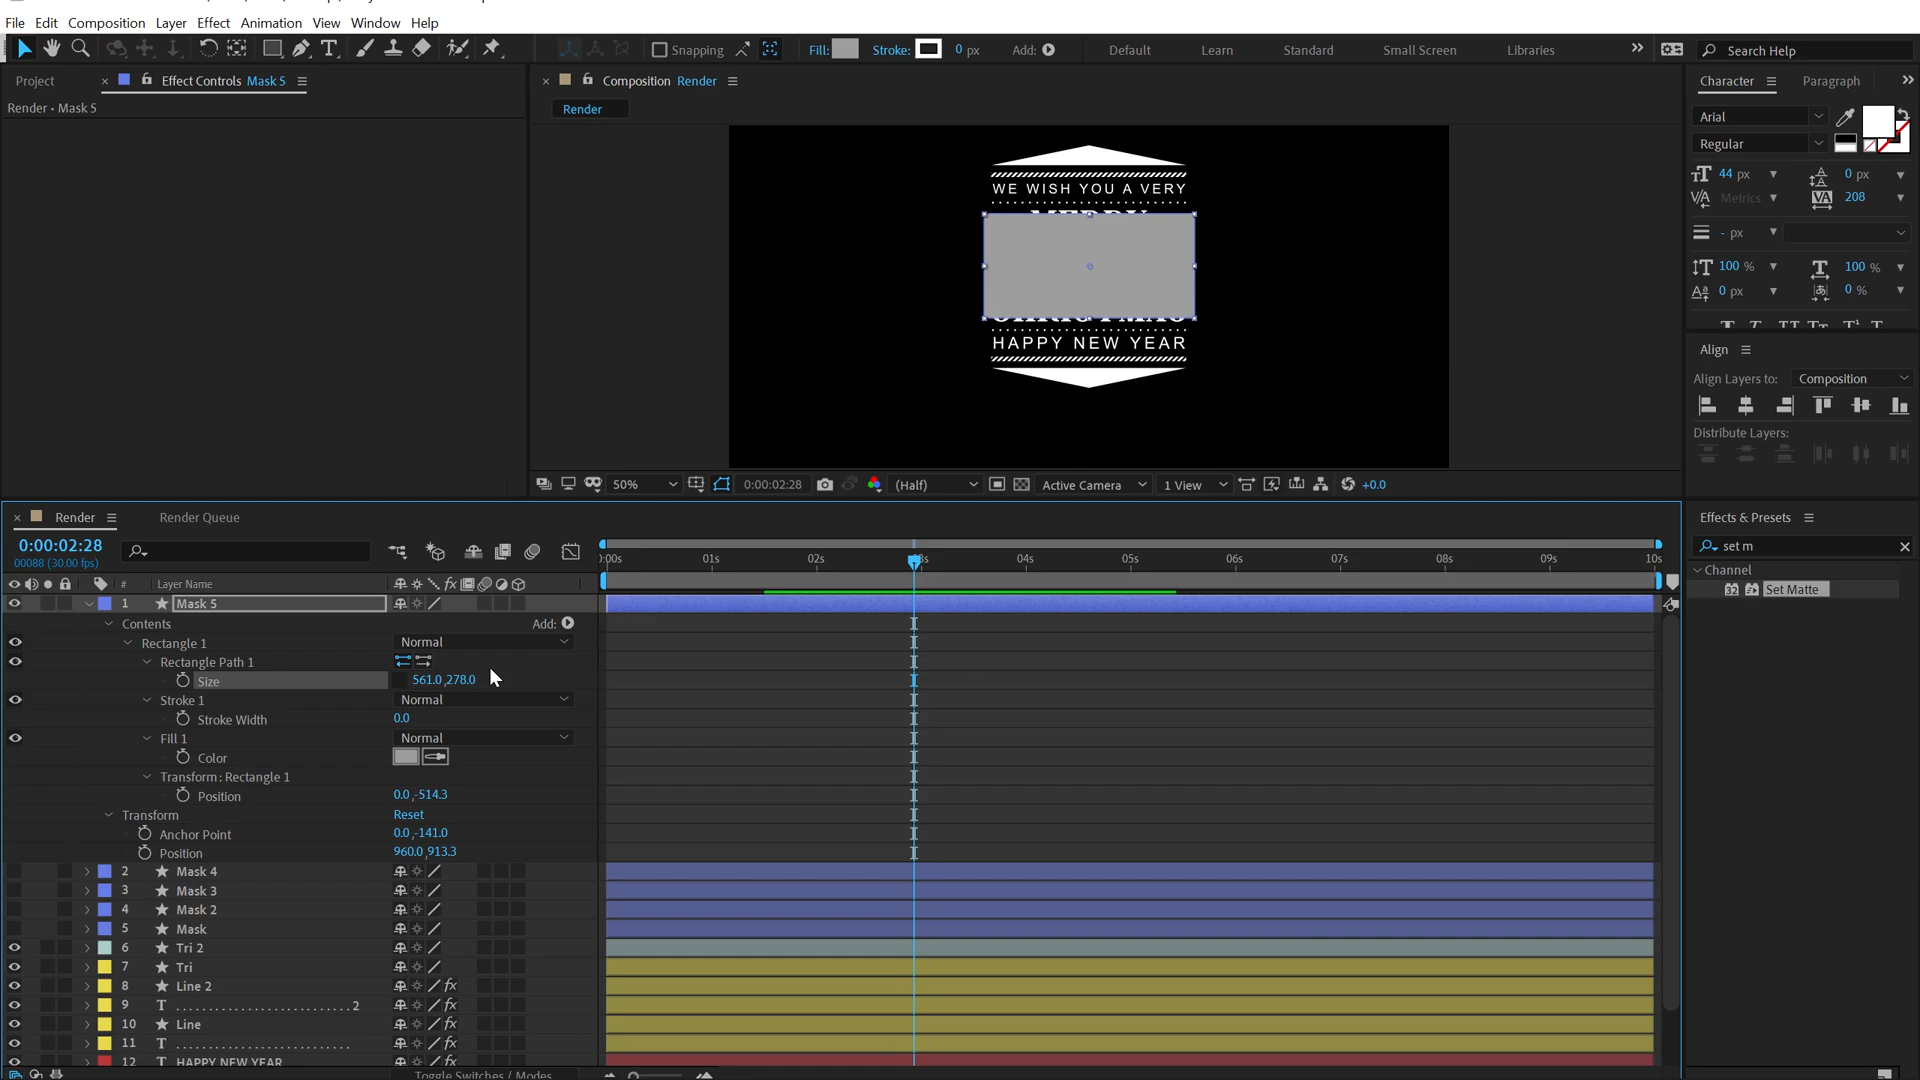 File Edit Composition Layer Effect Animation View Window Help
Snapping Fill: Stroke: 0 px Add: Default Learn Standard Small Screen Libraries Search Help
Project Effect Controls Mask 5 Composition Render Character Paragraph
Render • Mask 5
Render
Arial
Regular
44 px 0 px
Metrics 208
- px
100 % 100 %
0 px 0 %
WE WISH YOU A VERY
HAPPY NEW YEAR
Align
Align Layers to: Composition
Distribute Layers:
50% 0:00:02:28 (Half) Active Camera 1 View +0.0
Render Render Queue
Effects & Presets
0:00:02:28
00088 (30.00 fps)
01s 02s 04s 05s 06s 07s 08s 09s 10s
set m
Channel
32 Set Matte
# Layer Name
1 Mask 5
Contents Add:
Rectangle 1 Normal
Rectangle Path 1
Size 561.0,278.0
Stroke 1 Normal
Stroke Width 0.0
Fill 1 Normal
Color
Transform: Rectangle 1
Position 0.0,-514.3
Transform Reset
Anchor Point 0.0,-141.0
Position 960.0,913.3
2 Mask 4
3 Mask 3
4 Mask 2
5 Mask
6 Tri 2
7 Tri
8 Line 2 fx
9 T ............................ 2 fx
10 Line fx
11 T ............................ fx
12 T HAPPY NEW YEAR fx
Toggle Switches / Modes